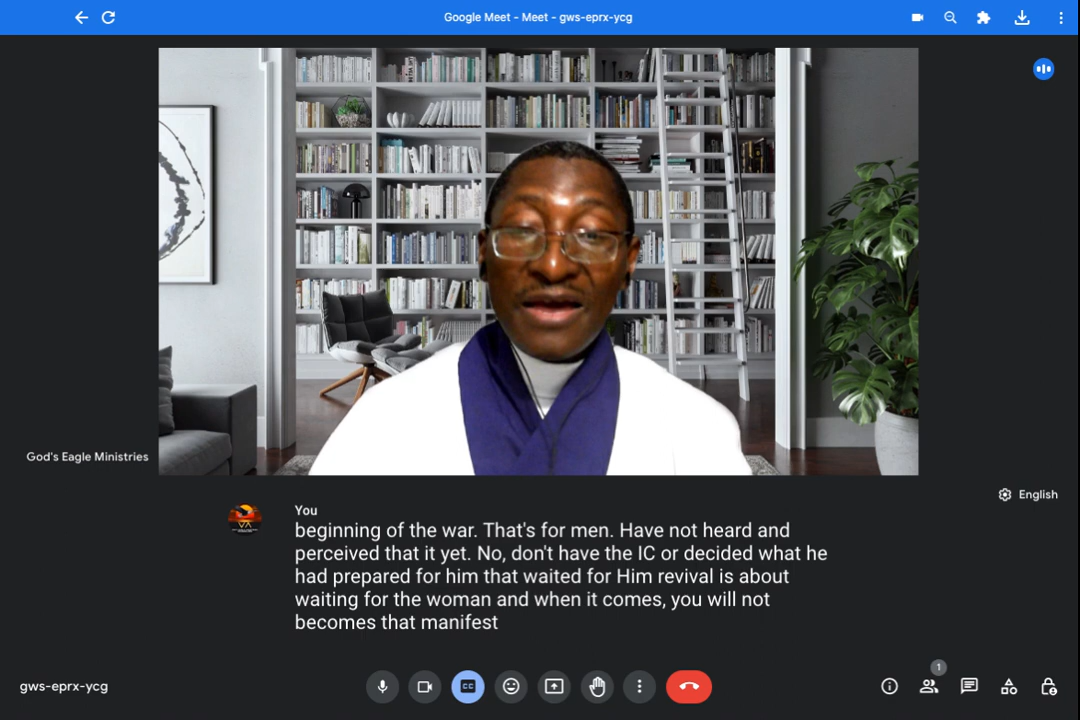 Google Meet - Meet - gws-eprx-ycg
God's Eagle Ministries
English
You
beginning of the war. That's for men. Have not heard and
perceived that it yet. No, don't have the IC or decided what he
had prepared for him that waited for Him revival is about
waiting for the woman and when it comes, you will not
becomes that manifest
gws-eprx-ycg
CC
1